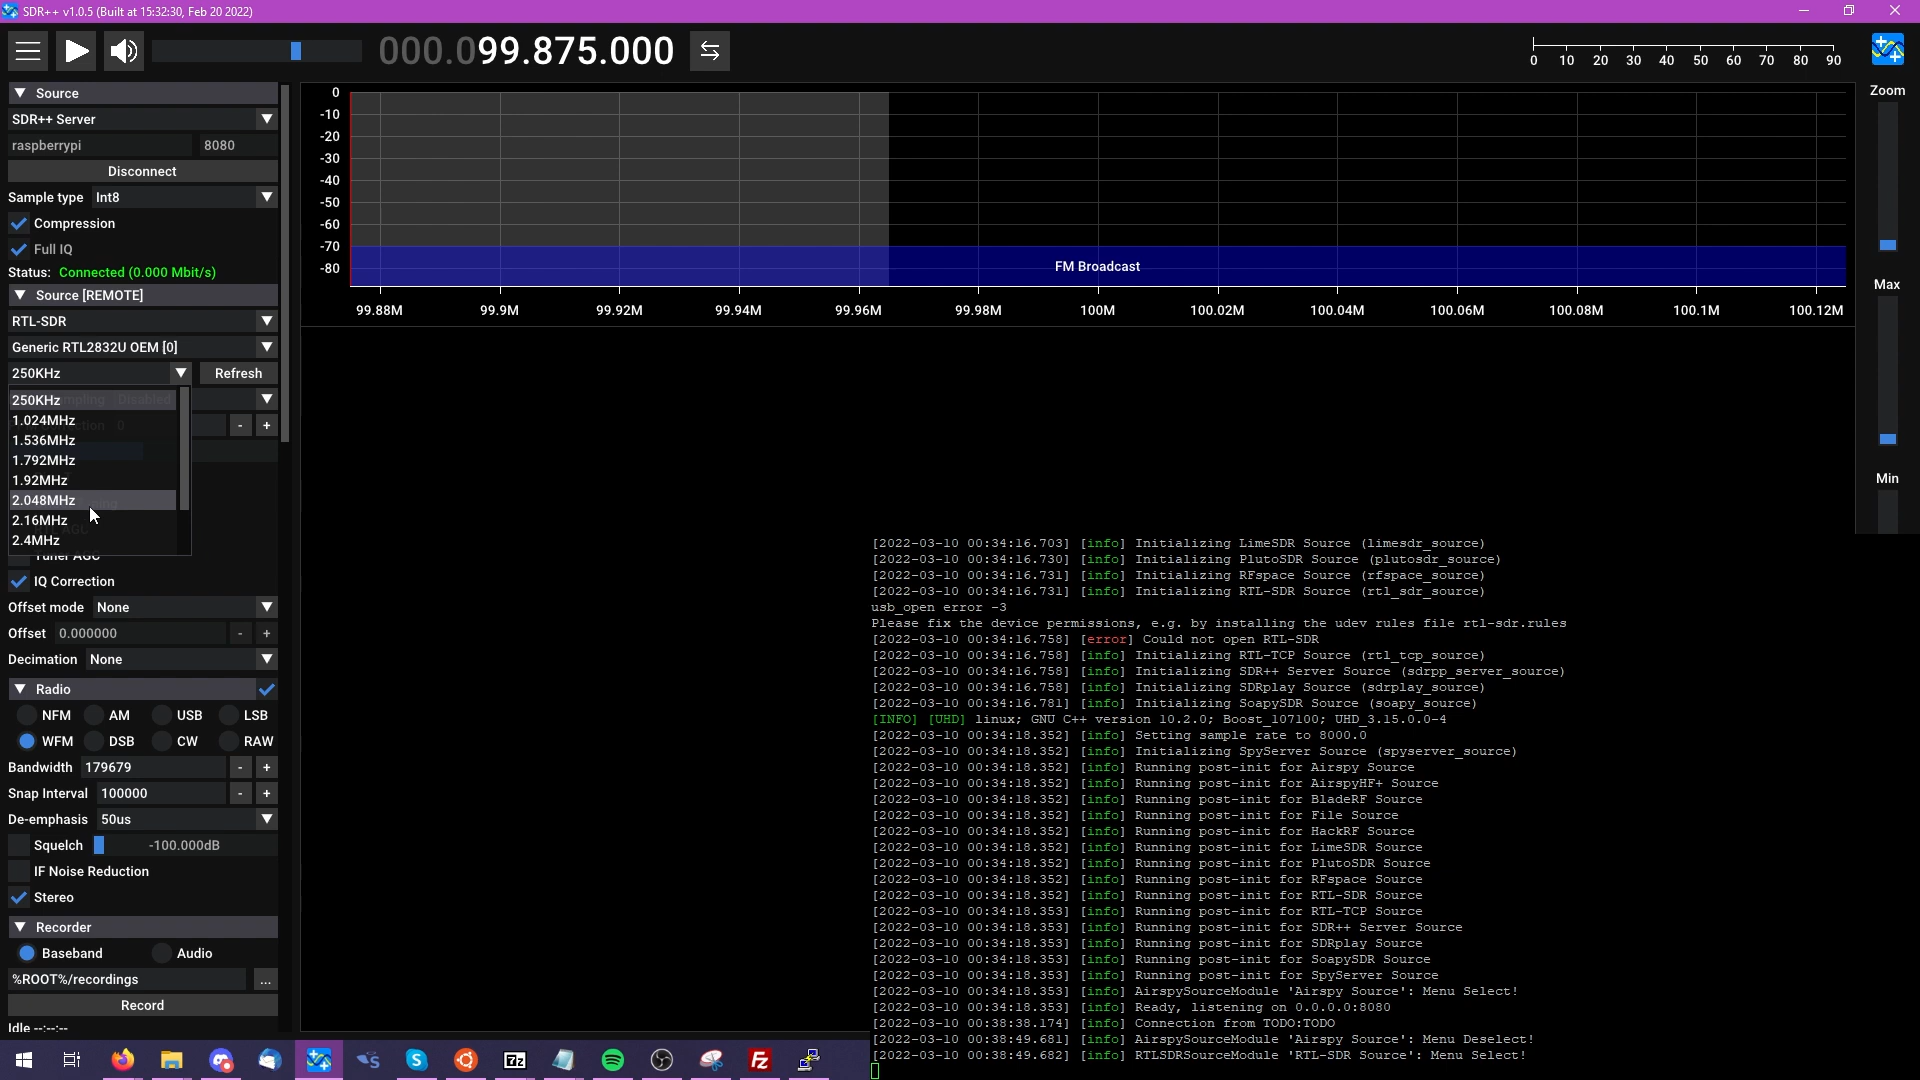 SDR++ v1.0.5 (Built at 15:32:30, Feb 20 2022)
000.099.875.000
0 10 20 30 40 50 60 70 80 90
Source
SDR++ Server
raspberrypi 8080
Disconnect
Sample type Int8
Compression
Full IQ
Status: Connected (0.000 Mbit/s)
Source [REMOTE]
RTL-SDR
Generic RTL2832U OEM [0]
250KHz Refresh
250KHz Disabled
1.024MHz 0
1.536MHz
1.792MHz
1.92MHz
2.048MHz
2.16MHz
2.4MHz
Tuner AGC
IQ Correction
Offset mode None
Offset 0.000000 - +
Decimation None
Radio
NFM AM USB LSB
WFM DSB CW RAW
Bandwidth 179679 - +
Snap Interval 100000 - +
De-emphasis 50us
Squelch -100.000dB
IF Noise Reduction
Stereo
Recorder
Baseband Audio
%ROOT%/recordings ...
Record
Idle --:--:--
0
-10
-20
-30
-40
-50
-60
-70
-80
FM Broadcast
99.88M 99.9M 99.92M 99.94M 99.96M 99.98M 100M 100.02M 100.04M 100.06M 100.08M 100.1M 100.12M
Zoom
Max
Min
[2022-03-10 00:34:16.703] [info] Initializing LimeSDR Source (limesdr_source)
[2022-03-10 00:34:16.730] [info] Initializing PlutoSDR Source (plutosdr_source)
[2022-03-10 00:34:16.731] [info] Initializing RFspace Source (rfspace_source)
[2022-03-10 00:34:16.731] [info] Initializing RTL-SDR Source (rtl_sdr_source)
usb_open error -3
Please fix the device permissions, e.g. by installing the udev rules file rtl-sdr.rules
[2022-03-10 00:34:16.758] [error] Could not open RTL-SDR
[2022-03-10 00:34:16.758] [info] Initializing RTL-TCP Source (rtl_tcp_source)
[2022-03-10 00:34:16.758] [info] Initializing SDR++ Server Source (sdrpp_server_source)
[2022-03-10 00:34:16.758] [info] Initializing SDRplay Source (sdrplay_source)
[2022-03-10 00:34:16.781] [info] Initializing SoapySDR Source (soapy_source)
[INFO] [UHD] linux; GNU C++ version 10.2.0; Boost_107100; UHD_3.15.0.0-4
[2022-03-10 00:34:18.352] [info] Setting sample rate to 8000.0
[2022-03-10 00:34:18.352] [info] Initializing SpyServer Source (spyserver_source)
[2022-03-10 00:34:18.352] [info] Running post-init for Airspy Source
[2022-03-10 00:34:18.352] [info] Running post-init for AirspyHF+ Source
[2022-03-10 00:34:18.352] [info] Running post-init for BladeRF Source
[2022-03-10 00:34:18.352] [info] Running post-init for File Source
[2022-03-10 00:34:18.352] [info] Running post-init for HackRF Source
[2022-03-10 00:34:18.352] [info] Running post-init for LimeSDR Source
[2022-03-10 00:34:18.352] [info] Running post-init for PlutoSDR Source
[2022-03-10 00:34:18.352] [info] Running post-init for RFspace Source
[2022-03-10 00:34:18.352] [info] Running post-init for RTL-SDR Source
[2022-03-10 00:34:18.353] [info] Running post-init for RTL-TCP Source
[2022-03-10 00:34:18.353] [info] Running post-init for SDR++ Server Source
[2022-03-10 00:34:18.353] [info] Running post-init for SDRplay Source
[2022-03-10 00:34:18.353] [info] Running post-init for SoapySDR Source
[2022-03-10 00:34:18.353] [info] Running post-init for SpyServer Source
[2022-03-10 00:34:18.353] [info] AirspySourceModule 'Airspy Source': Menu Select!
[2022-03-10 00:34:18.353] [info] Ready, listening on 0.0.0.0:8080
[2022-03-10 00:38:38.174] [info] Connection from TODO:TODO
[2022-03-10 00:38:49.681] [info] AirspySourceModule 'Airspy Source': Menu Deselect!
[2022-03-10 00:38:49.682] [info] RTLSDRSourceModule 'RTL-SDR Source': Menu Select!